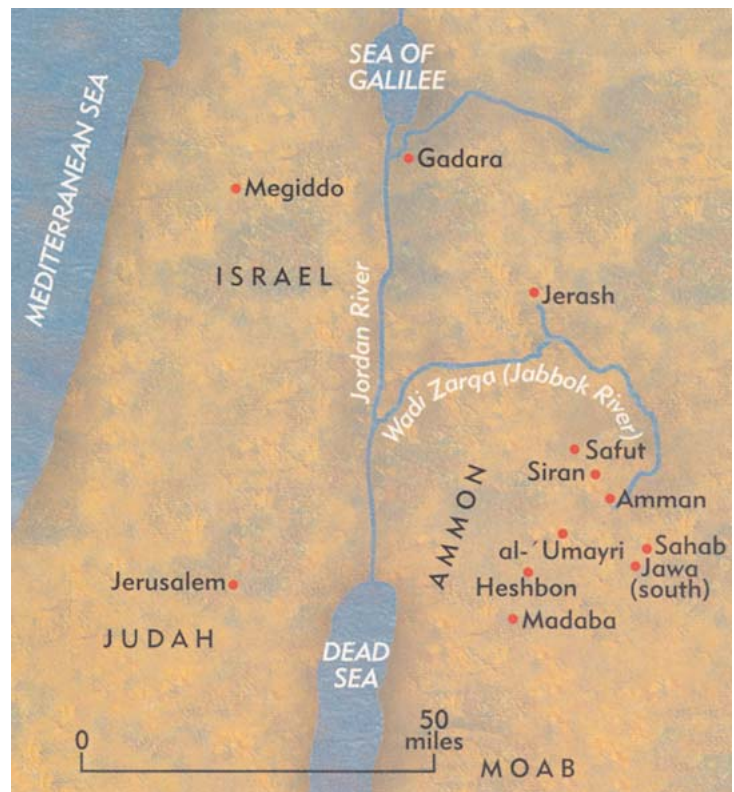 SEA OF
GALILEE
MEDITERRANEAN SEA
Gadara
Megiddo
ISRAEL
Jordan River
Jerash
Wadi Zarqa (Jabbok River)
Safut
Siran
Amman
AMMON
al-´Umayri
Sahab
Jawa
(south)
Heshbon
Jerusalem
Madaba
JUDAH
DEAD
SEA
0
50
miles
MOAB